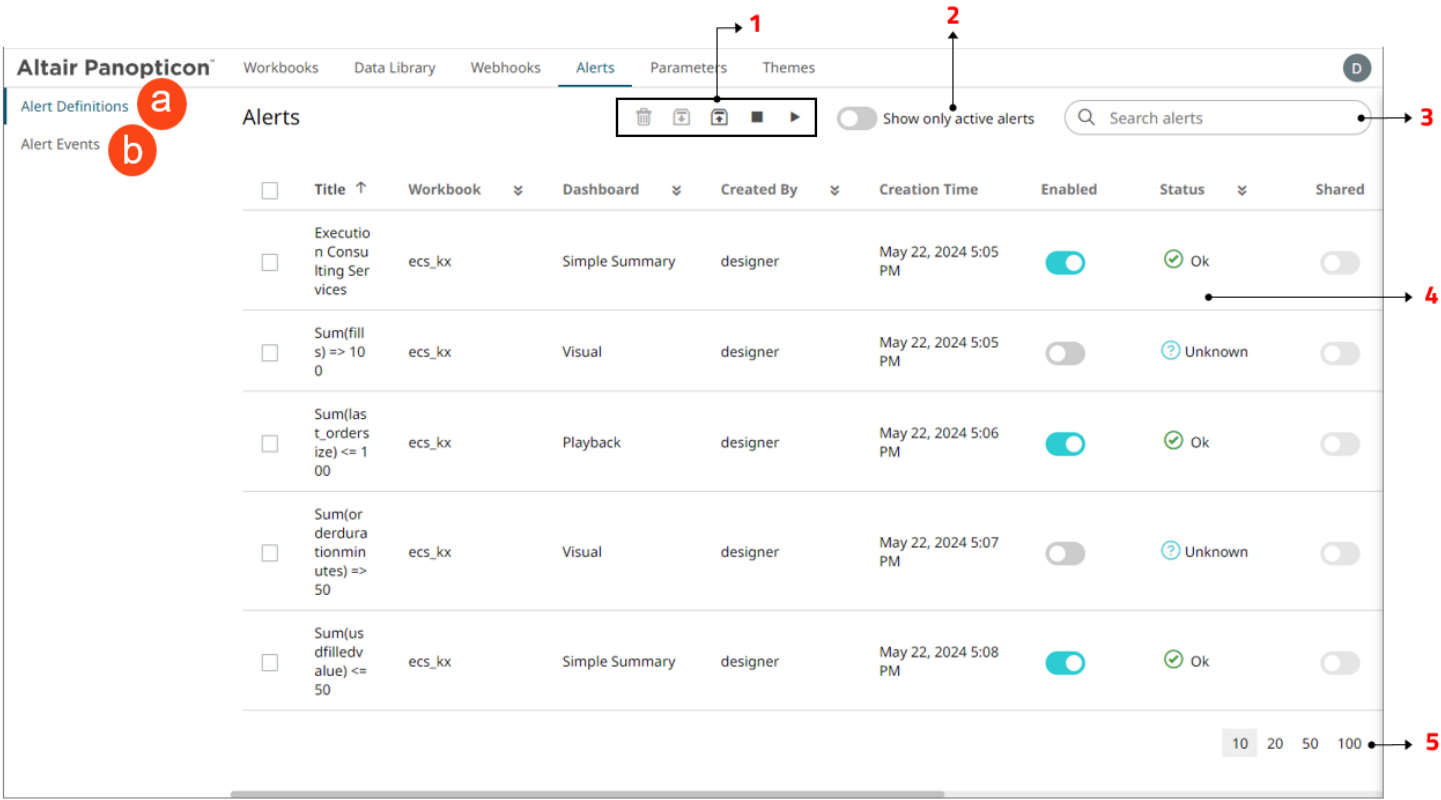 1
2
Altair Panopticon™
Workbooks Data Library Webhooks Alerts Parameters Themes D
Alert Definitions a
Alert Events b
Alerts
Show only active alerts
Search alerts
3
Title Workbook Dashboard Created By Creation Time Enabled Status Shared
Executio
n Consu
lting Ser
vices
ecs_kx Simple Summary designer
May 22, 2024 5:05
PM
Ok
4
Sum(fill
s) => 10
0
ecs_kx Visual designer
May 22, 2024 5:05
PM
? Unknown
Sum(las
t_orders
ize) <= 1
00
ecs_kx Playback designer
May 22, 2024 5:06
PM
Ok
Sum(or
derdura
tionmin
utes) =>
50
ecs_kx Visual designer
May 22, 2024 5:07
PM
? Unknown
Sum(us
dfilledv
alue) <=
50
ecs_kx Simple Summary designer
May 22, 2024 5:08
PM
Ok
10 20 50 100
5